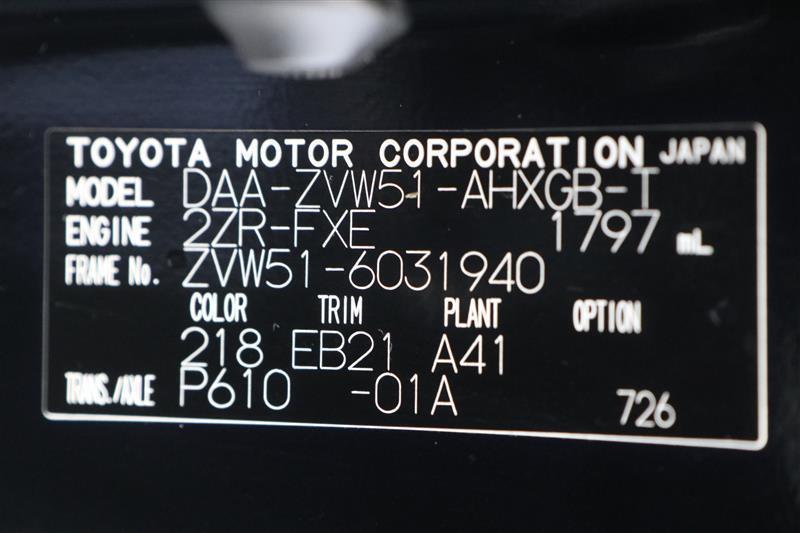 TOYOTA MOTOR CORPORATION JAPAN
MODEL DAA-ZVW51-AHXGB-T
ENGINE 2ZR-FXE 1797 mL
FRAME No. ZVW51-6031940
COLOR TRIM PLANT OPTION
218 EB21 A41
TRANS./AXLE P610 -01A 726